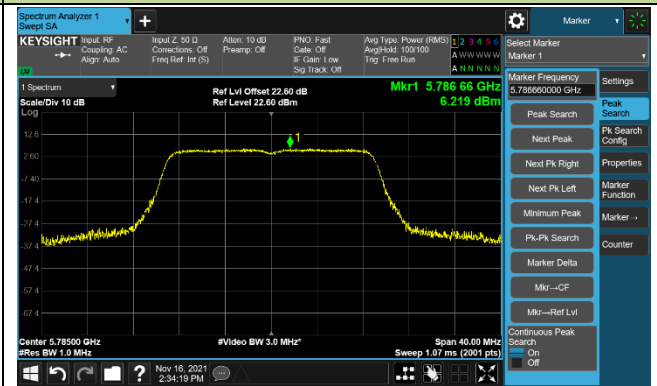 Spectrum Analyzer 1
Swept SA
Marker
KEYSIGHT
Input: RF
Coupling: AC
Align: Auto
Input Z: 50 Ω
Corrections: Off
Freq Ref: Int (S)
Atten: 10 dB
Preamp: Off
PNO: Fast
Gate: Off
IF Gain: Low
Sig Track: Off
Avg Type: Power (RMS)
Avg|Hold: 100/100
Trig: Free Run
1 2 3 4 5 6
A W W W W W
A N N N N N
LW
Select Marker
Marker 1
1 Spectrum
Scale/Div 10 dB
Log
Ref Lvl Offset 22.60 dB
Ref Level 22.60 dBm
Mkr1 5.786 66 GHz
6.219 dBm
12.6
2.60
-7.40
-17.4
-27.4
-37.4
-47.4
-57.4
-67.4
1
Center 5.78500 GHz
#Res BW 1.0 MHz
#Video BW 3.0 MHz*
Span 40.00 MHz
Sweep 1.07 ms (2001 pts)
Marker Frequency
5.786660000 GHz
Peak Search
Next Peak
Next Pk Right
Next Pk Left
Minimum Peak
Pk-Pk Search
Marker Delta
Mkr→CF
Mkr→Ref Lvl
Continuous Peak
Search
On
Off
Settings
Peak
Search
Pk Search
Config
Properties
Marker
Function
Marker→
Counter
?
Nov 16, 2021
2:34:19 PM